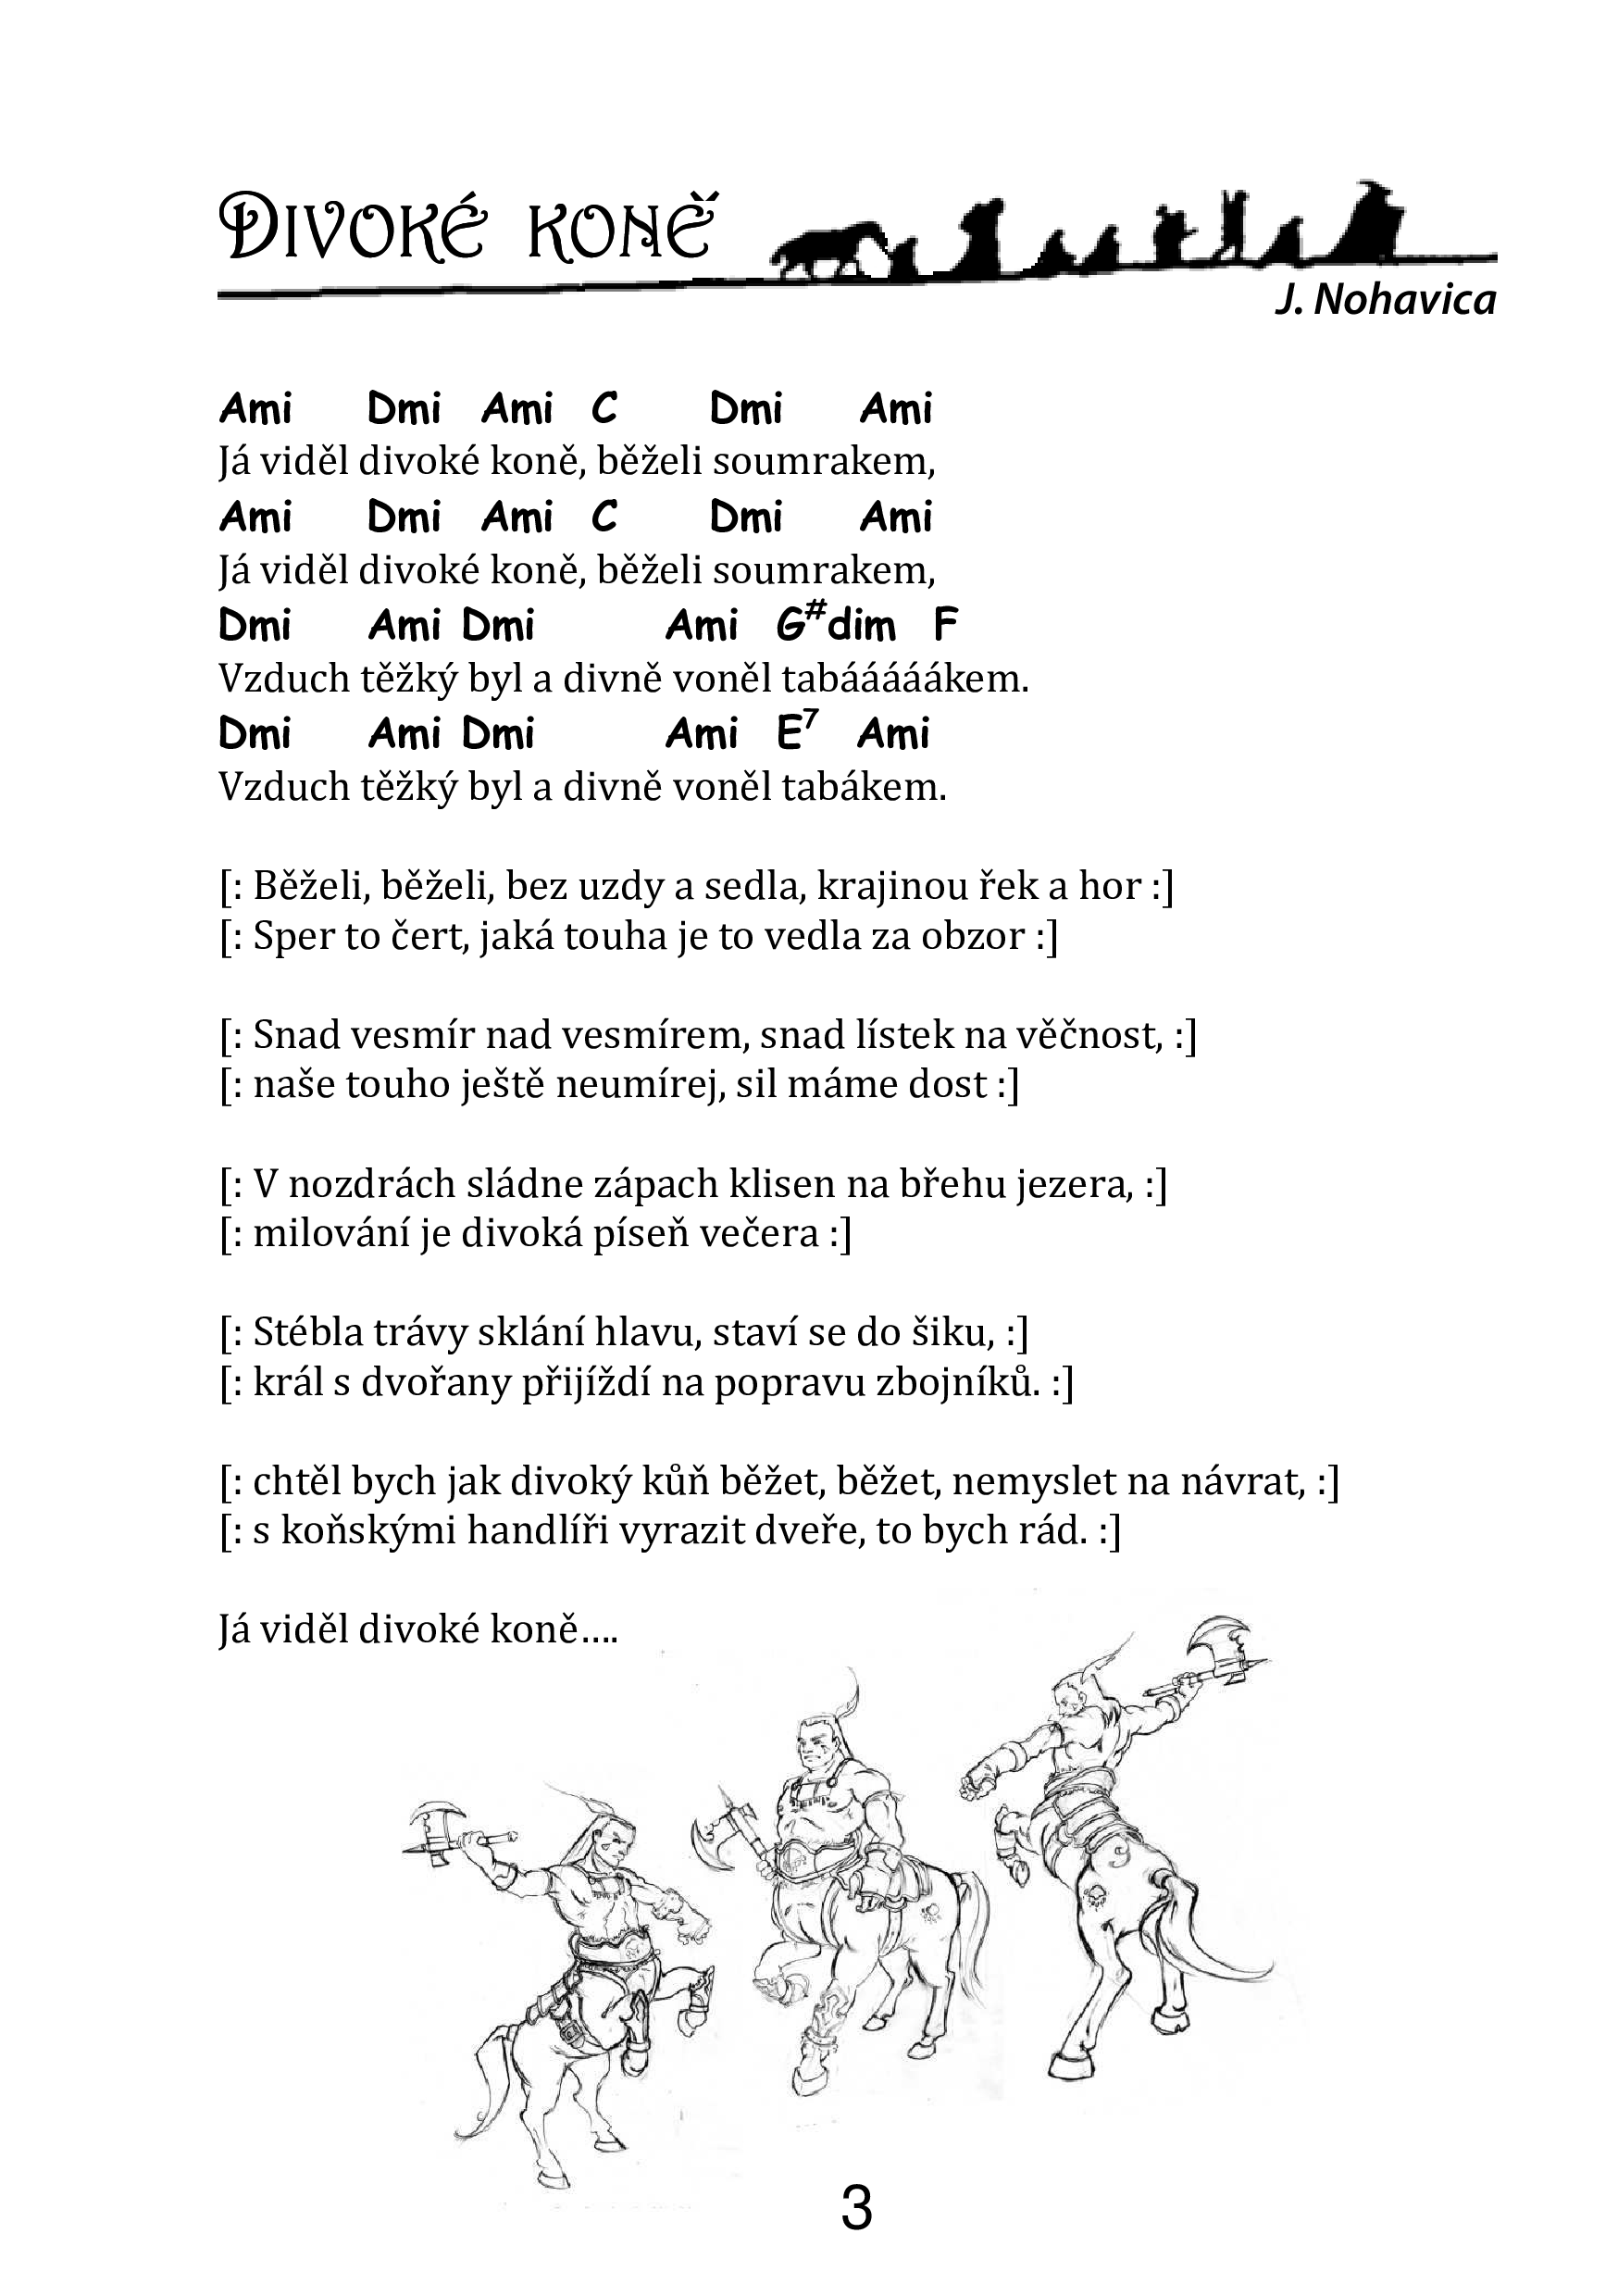 Divoké koně
J. Nohavica
Ami Dmi Ami C Dmi Ami
Já viděl divoké koně, běželi soumrakem,
Ami Dmi Ami C Dmi Ami
Já viděl divoké koně, běželi soumrakem,
Dmi Ami Dmi Ami G#dim F
Vzduch těžký byl a divně voněl tabáááááákem.
Dmi Ami Dmi Ami E7 Ami
Vzduch těžký byl a divně voněl tabákem.
[: Běželi, běželi, bez uzdy a sedla, krajinou řek a hor :]
[: Sper to čert, jaká touha je to vedla za obzor :]
[: Snad vesmír nad vesmírem, snad lístek na věčnost, :]
[: naše touho ještě neumírej, sil máme dost :]
[: V nozdrách sládne zápach klisen na břehu jezera, :]
[: milování je divoká píseň večera :]
[: Stébla trávy sklání hlavu, staví se do šiku, :]
[: král s dvořany přijíždí na popravu zbojníků. :]
[: chtěl bych jak divoký kůň běžet, běžet, nemyslet na návrat, :]
[: s koňskými handlíři vyrazit dveře, to bych rád. :]
Já viděl divoké koně....
3